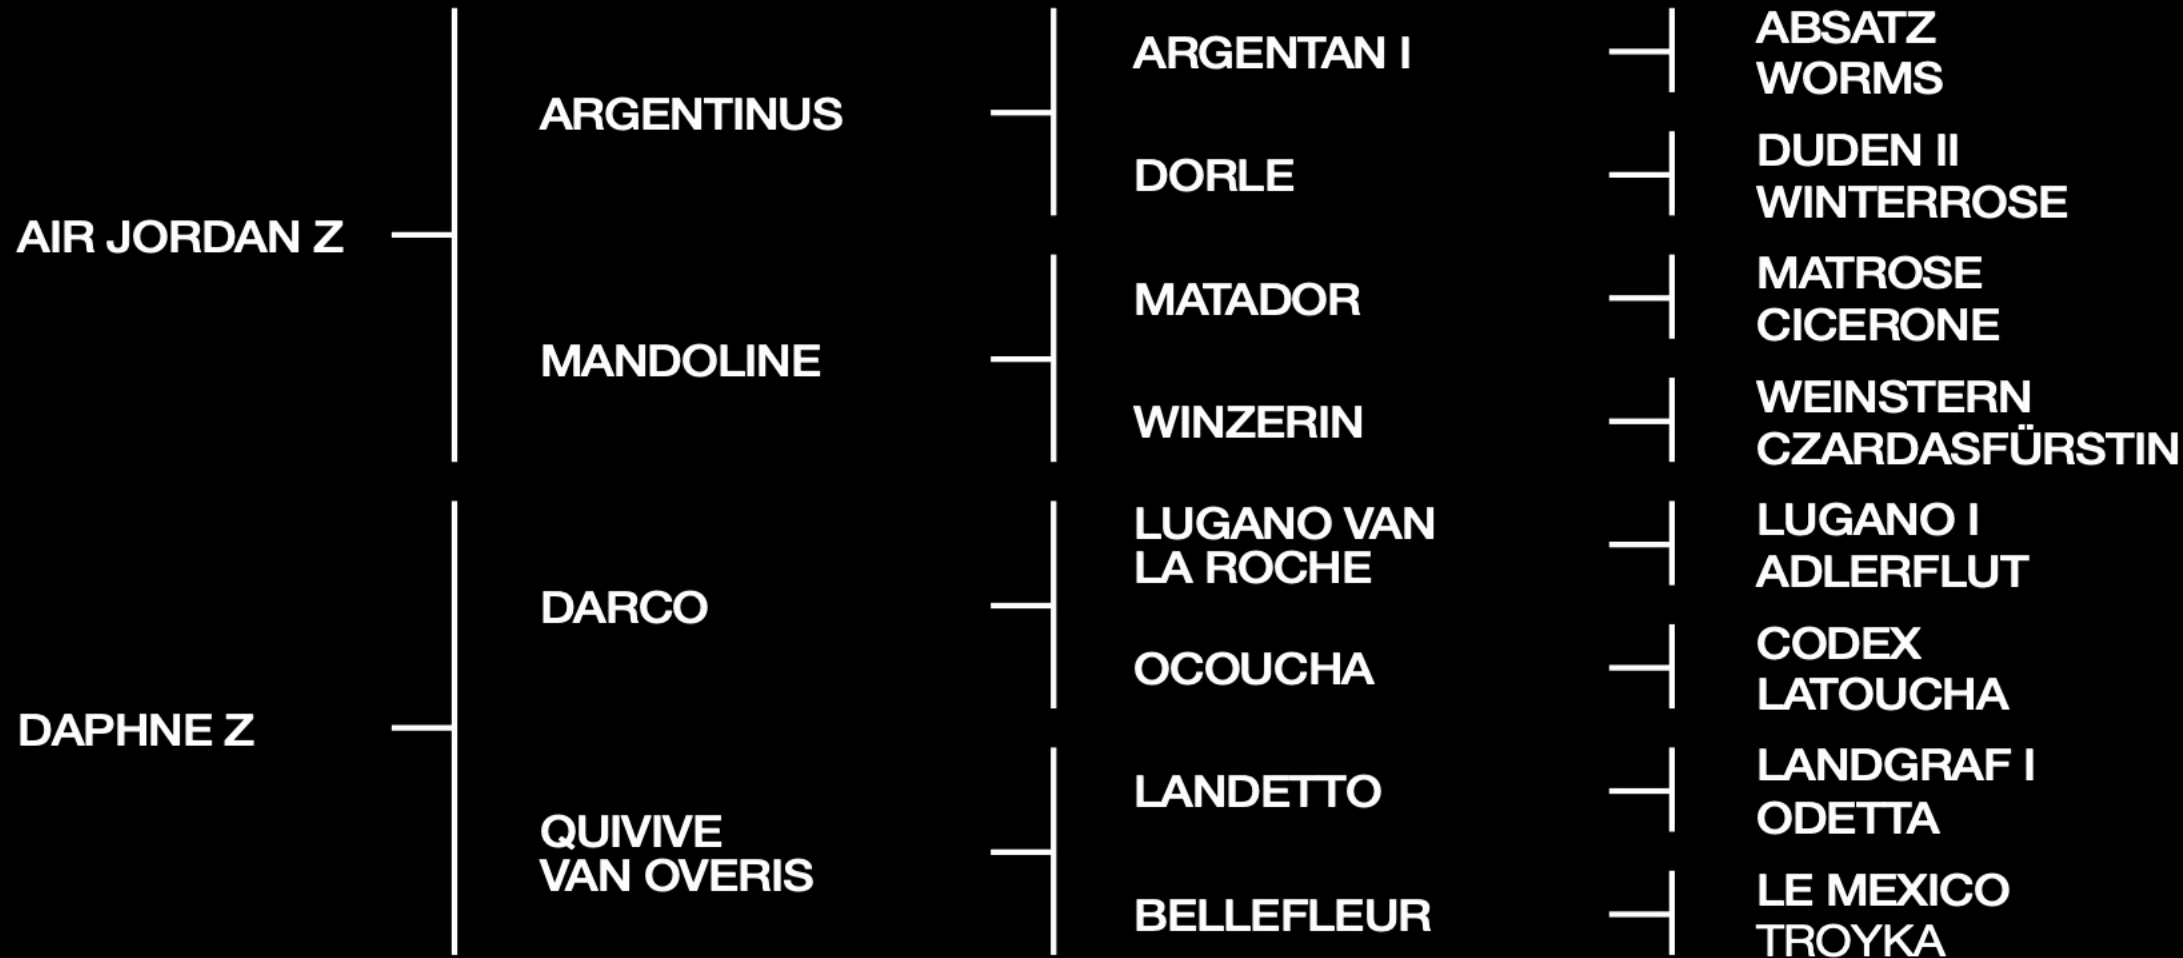 AIR JORDAN Z
ARGENTINUS
ARGENTAN I
ABSATZ
WORMS
DORLE
DUDEN II
WINTERROSE
MANDOLINE
MATADOR
MATROSE
CICERONE
WINZERIN
WEINSTERN
CZARDASFÜRSTIN
DAPHNE Z
DARCO
LUGANO VAN
LA ROCHE
LUGANO I
ADLERFLUT
OCOUCHA
CODEX
LATOUCHA
QUIVIVE
VAN OVERIS
LANDETTO
LANDGRAF I
ODETTA
BELLEFLEUR
LE MEXICO
TROYKA